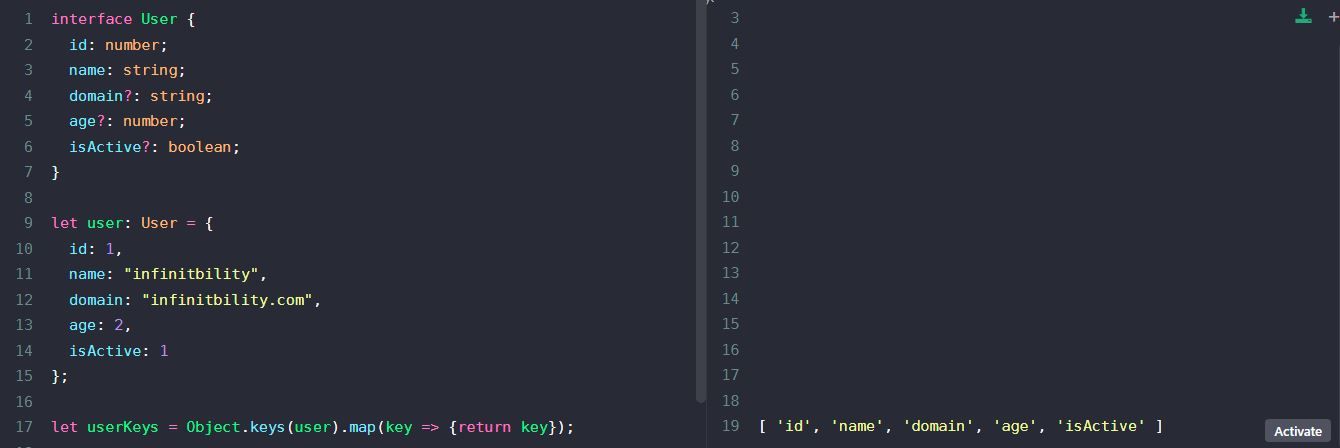 1 interface User {
2   id: number;
3   name: string;
4   domain?: string;
5   age?: number;
6   isActive?: boolean;
7 }
8
9 let user: User = {
10   id: 1,
11   name: "infinitbility",
12   domain: "infinitbility.com",
13   age: 2,
14   isActive: 1
15 };
16
17 let userKeys = Object.keys(user).map(key => {return key});
3
4
5
6
7
8
9
10
11
12
13
14
15
16
17
18
19 [ 'id', 'name', 'domain', 'age', 'isActive' ]
Activate